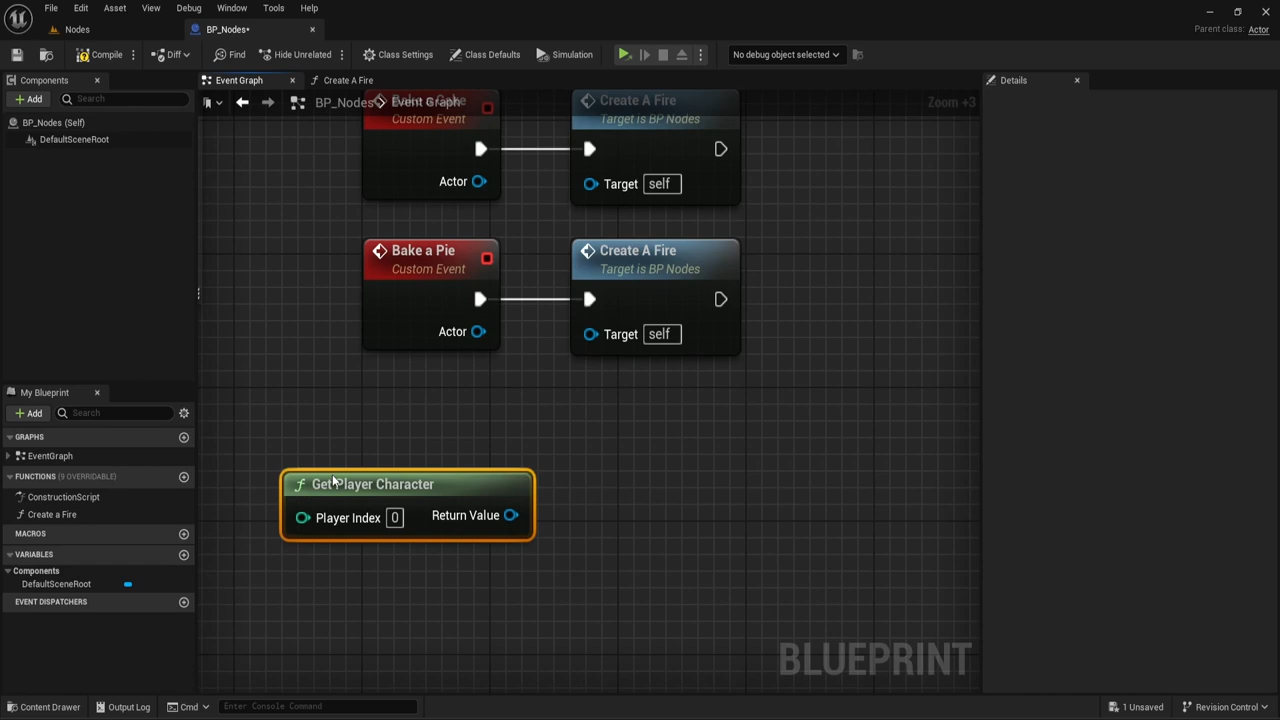 File Edit Asset View Debug Window Tools Help
Nodes
BP_Nodes*
Parent class: Actor
Compile
Diff
Find
Hide Unrelated
Class Settings
Class Defaults
Simulation
No debug object selected
Components
Event Graph
Create A Fire
Details
+ Add
Search
BP_Nodes
Event Graph
Zoom +3
BP_Nodes (Self)
DefaultSceneRoot
Bake a Cake
Custom Event
Actor
Create A Fire
Target is BP Nodes
Target self
Bake a Pie
Custom Event
Actor
Create A Fire
Target is BP Nodes
Target self
My Blueprint
+ Add
Search
GRAPHS
EventGraph
FUNCTIONS (9 OVERRIDABLE)
ConstructionScript
Create a Fire
MACROS
VARIABLES
Components
DefaultSceneRoot
EVENT DISPATCHERS
Get Player Character
Player Index 0
Return Value
BLUEPRINT
Content Drawer
Output Log
Cmd
Enter Console Command
1 Unsaved
Revision Control